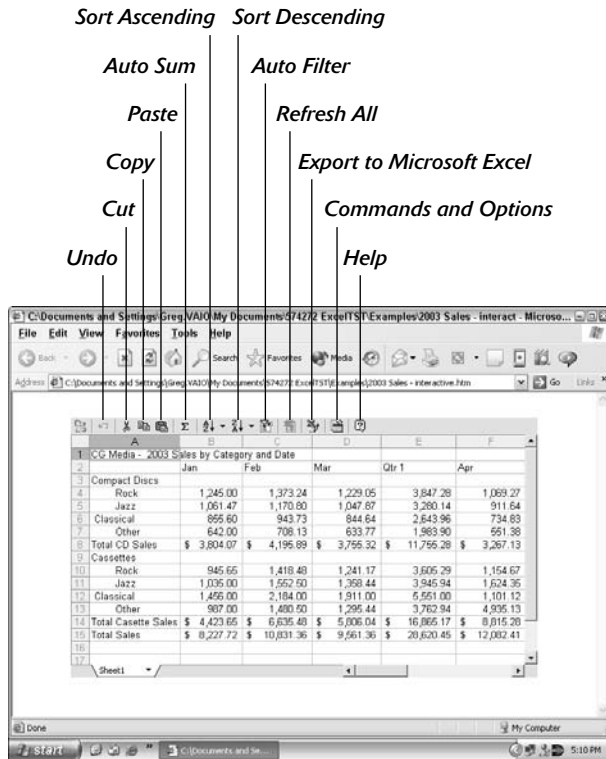 Sort Ascending Sort Descending
Auto Sum Auto Filter
Paste Refresh All
Copy Export to Microsoft Excel
Cut Commands and Options
Undo Help
C:\Documents and Settings\Greg.VAIO\My Documents\574272 ExcelTST\Examples\2003 Sales - interact - Microso...
File Edit View Favorites Tools Help
Back Search Favorites Media
Address C:\Documents and Settings\Greg.VAIO\My Documents\574272 ExcelTST\Examples\2003 Sales - interactive.htm Go Links »
A B C D E F
1 CG Media - 2003 Sales by Category and Date
2 Jan Feb Mar Qtr 1 Apr
3 Compact Discs
4 Rock 1,245.00 1,373.24 1,229.05 3,847.28 1,069.27
5 Jazz 1,061.47 1,170.80 1,047.87 3,280.14 911.64
6 Classical 855.60 943.73 844.64 2,643.96 734.83
7 Other 642.00 708.13 633.77 1,983.90 551.38
8 Total CD Sales $ 3,804.07 $ 4,195.89 $ 3,755.32 $ 11,755.28 $ 3,267.13
9 Cassettes
10 Rock 945.65 1,418.48 1,241.17 3,605.29 1,154.67
11 Jazz 1,035.00 1,552.50 1,358.44 3,945.94 1,624.35
12 Classical 1,456.00 2,184.00 1,911.00 5,551.00 1,101.12
13 Other 987.00 1,480.50 1,295.44 3,762.94 4,935.13
14 Total Casette Sales $ 4,423.65 $ 6,635.48 $ 5,806.04 $ 16,865.17 $ 8,815.28
15 Total Sales $ 8,227.72 $ 10,831.36 $ 9,561.36 $ 28,620.45 $ 12,082.41
16
17
Sheet1
Done My Computer
start » C:\Documents and Se... 5:10 PM